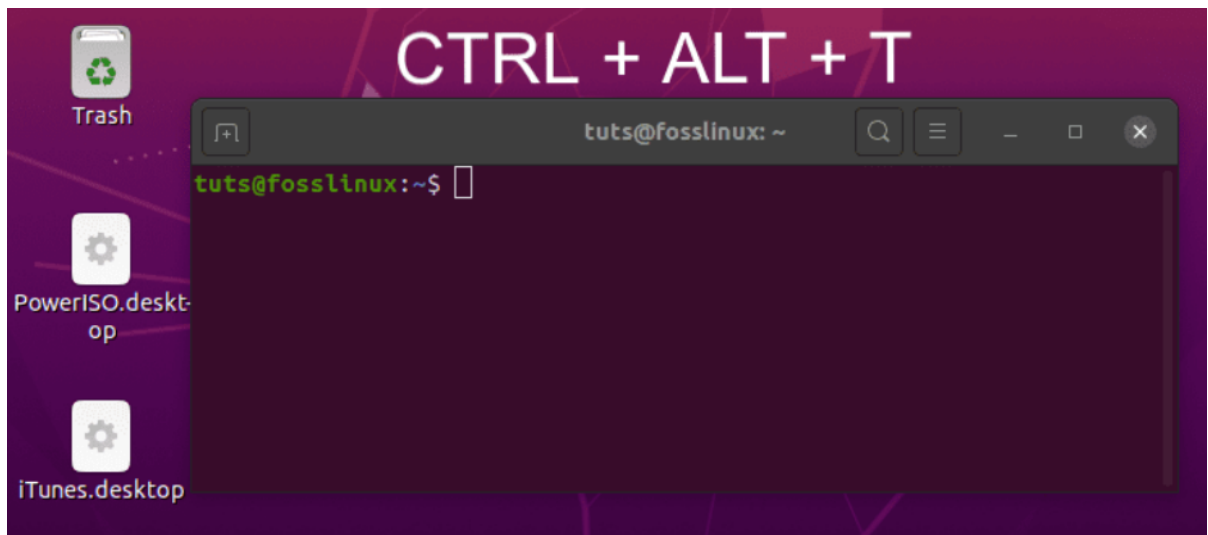 CTRL + ALT + T
Trash
tuts@fosslinux: ~
tuts@fosslinux:~$
PowerISO.deskt-
op
iTunes.desktop